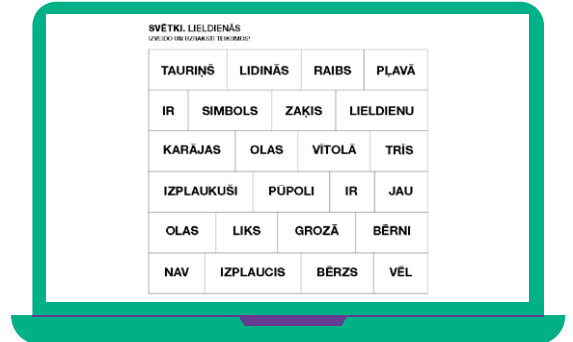 SVĒTKI. LIELDIENĀS
IZVEIDO UN UZRAKSTI TEIKUMUS!
TAURIŅŠ LIDINĀS RAIBS PĻAVĀ
IR SIMBOLS ZAĶIS LIELDIENU
KARĀJAS OLAS VĪTOLĀ TRĪS
IZPLAUKUŠI PŪPOLI IR JAU
OLAS LIKS GROZĀ BĒRNI
NAV IZPLAUCIS BĒRZS VĒL